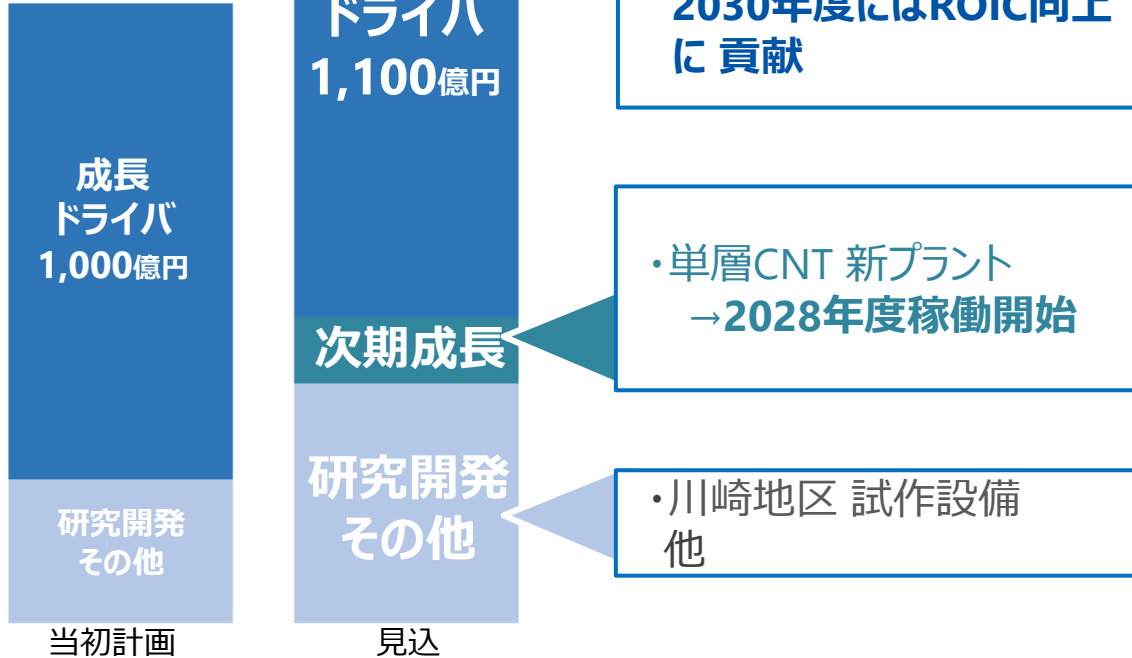 成長
ドライバ
1,000億円
研究開発
その他
当初計画
ドライバ
1,100億円
次期成長
研究開発
その他
見込
2030年度にはROIC向上
に 貢献
・単層CNT 新プラント
→2028年度稼働開始
・川崎地区 試作設備
他